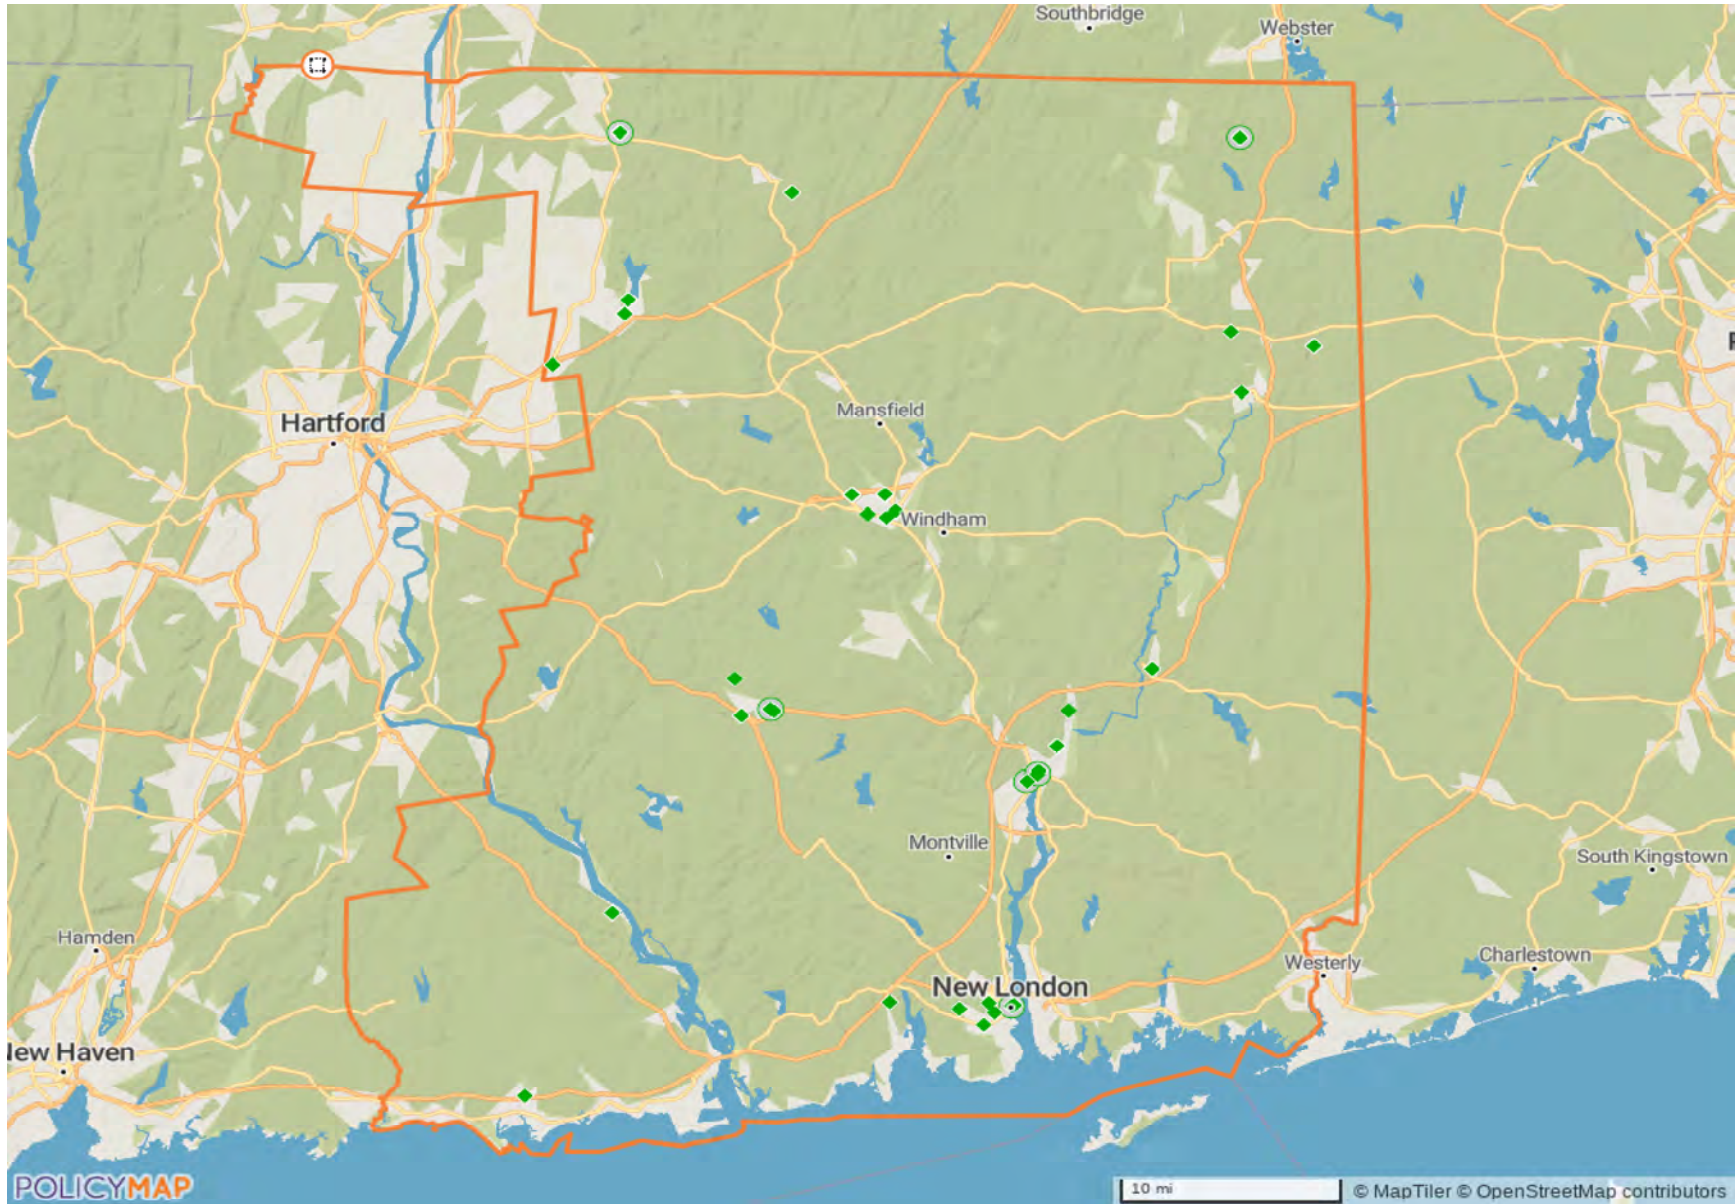 Southbridge
Webster
Hartford
Mansfield
Windham
Montville
South Kingstown
Hamden
Westerly
Charlestown
New London
New Haven
POLICYMAP
10 mi
© MapTiler © OpenStreetMap contributors